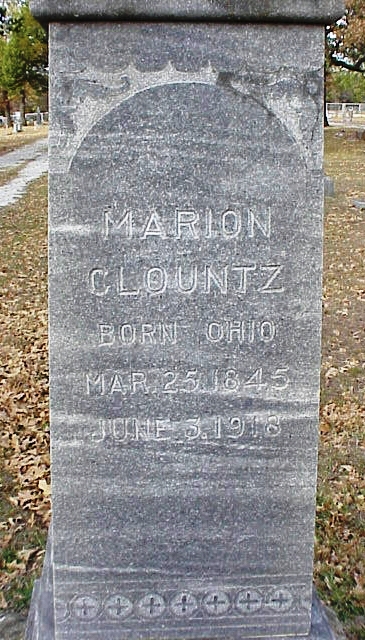 MARION
CLOUNTZ
BORN OHIO
MAR. 25, 1845
JUNE 3, 1918